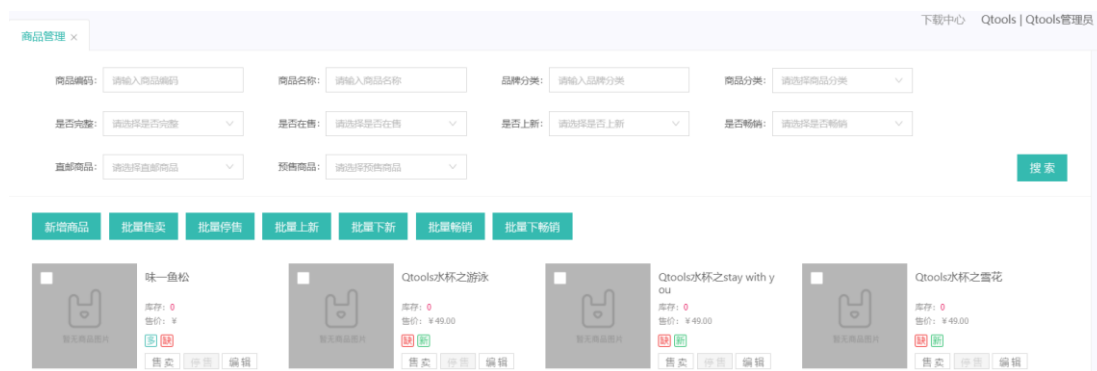 下载中心 Qtools | Qtools管理员
商品管理 ×
商品编码: 请输入商品编码 商品名称: 请输入商品名称 品牌分类: 请输入品牌分类 商品分类: 请选择商品分类
是否完整: 请选择是否完整 是否在售: 请选择是否在售 是否上新: 请选择是否上新 是否畅销: 请选择是否畅销
直邮商品: 请选择直邮商品 预售商品: 请选择预售商品 搜 索
新增商品 批量售卖 批量停售 批量上新 批量下新 批量畅销 批量下畅销
味一鱼松 Qtools水杯之游泳 Qtools水杯之stay with y Qtools水杯之雪花
ou
库存: 0 库存: 0 库存: 0 库存: 0
售价: ¥ 售价: ¥49.00 售价: ¥49.00 售价: ¥49.00
暂无商品图片 多 缺 暂无商品图片 缺 新 暂无商品图片 缺 新 暂无商品图片 缺 新
售 卖 停 售 编 辑 售 卖 停 售 编 辑 售 卖 停 售 编 辑 售 卖 停 售 编 辑